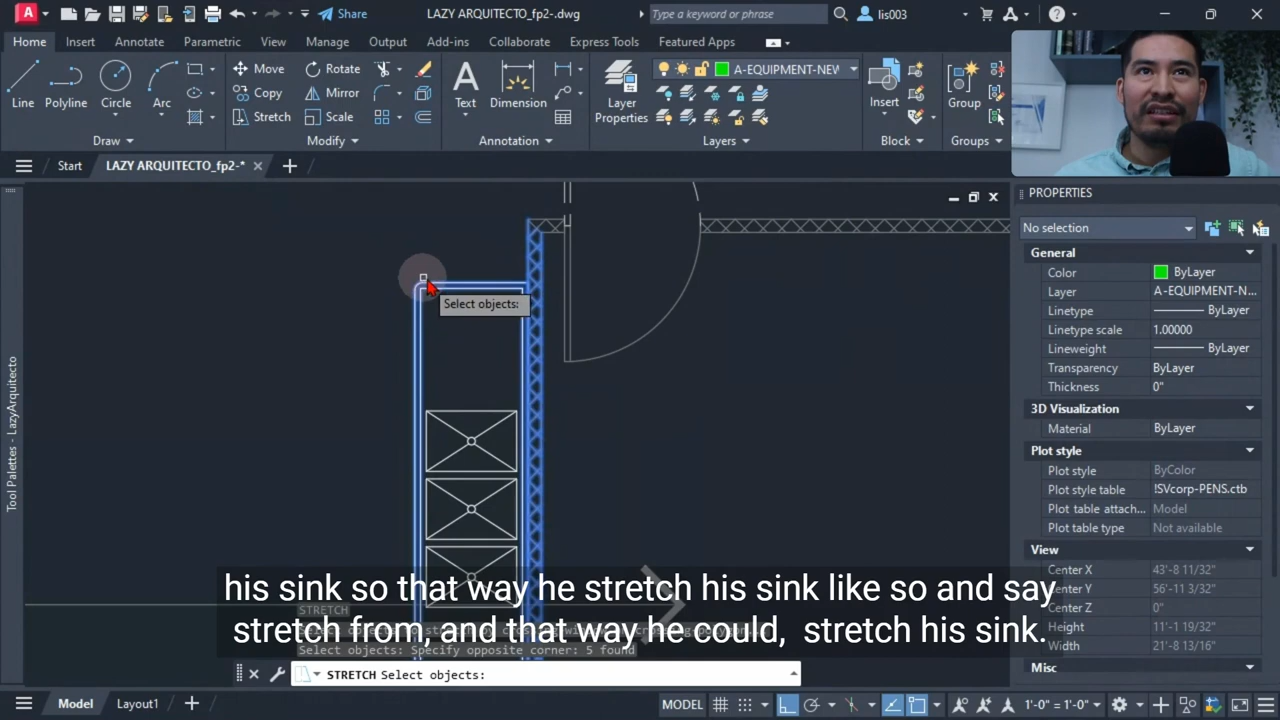 A
Share
LAZY ARQUITECTO_fp2-.dwg
Type a keyword or phrase
lis003
Home
Insert
Annotate
Parametric
View
Manage
Output
Add-ins
Collaborate
Express Tools
Featured Apps
Line
Polyline
Circle
Arc
Move
Copy
Stretch
Rotate
Mirror
Scale
Text
Dimension
Layer
Properties
A-EQUIPMENT-NEW
Insert
Group
Draw
Modify
Annotation
Layers
Block
Groups
Start
LAZY ARQUITECTO_fp2-*
PROPERTIES
No selection
General
Color ByLayer
Layer A-EQUIPMENT-N...
Linetype ByLayer
Linetype scale 1.00000
Lineweight ByLayer
Transparency ByLayer
Thickness 0"
3D Visualization
Material ByLayer
Plot style
Plot style ByColor
Plot style table !SVcorp-PENS.ctb
Plot table attach... Model
Plot table type Not available
View
Center X 43'-8 11/32"
Center Y 56'-11 3/32"
Center Z 0"
Height 11'-1 19/32"
Width 21'-8 13/16"
Misc
Tool Palettes - LazyArquitecto
Select objects:
his sink so that way he stretch his sink like so and say
stretch from, and that way he could, stretch his sink.
STRETCH
Select objects: Specify opposite corner: 5 found
STRETCH Select objects:
Model
Layout1
MODEL
1'-0" = 1'-0"